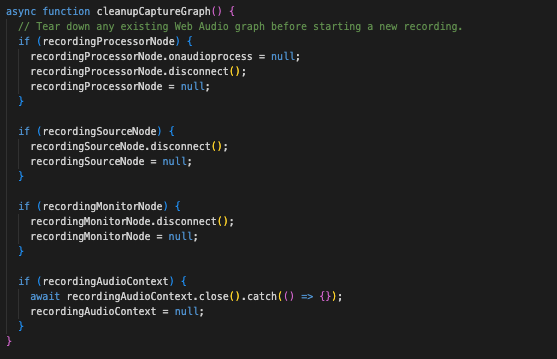 async function cleanupCaptureGraph() {
  // Tear down any existing Web Audio graph before starting a new recording.
  if (recordingProcessorNode) {
    recordingProcessorNode.onaudioprocess = null;
    recordingProcessorNode.disconnect();
    recordingProcessorNode = null;
  }

  if (recordingSourceNode) {
    recordingSourceNode.disconnect();
    recordingSourceNode = null;
  }

  if (recordingMonitorNode) {
    recordingMonitorNode.disconnect();
    recordingMonitorNode = null;
  }

  if (recordingAudioContext) {
    await recordingAudioContext.close().catch(() => {});
    recordingAudioContext = null;
  }
}